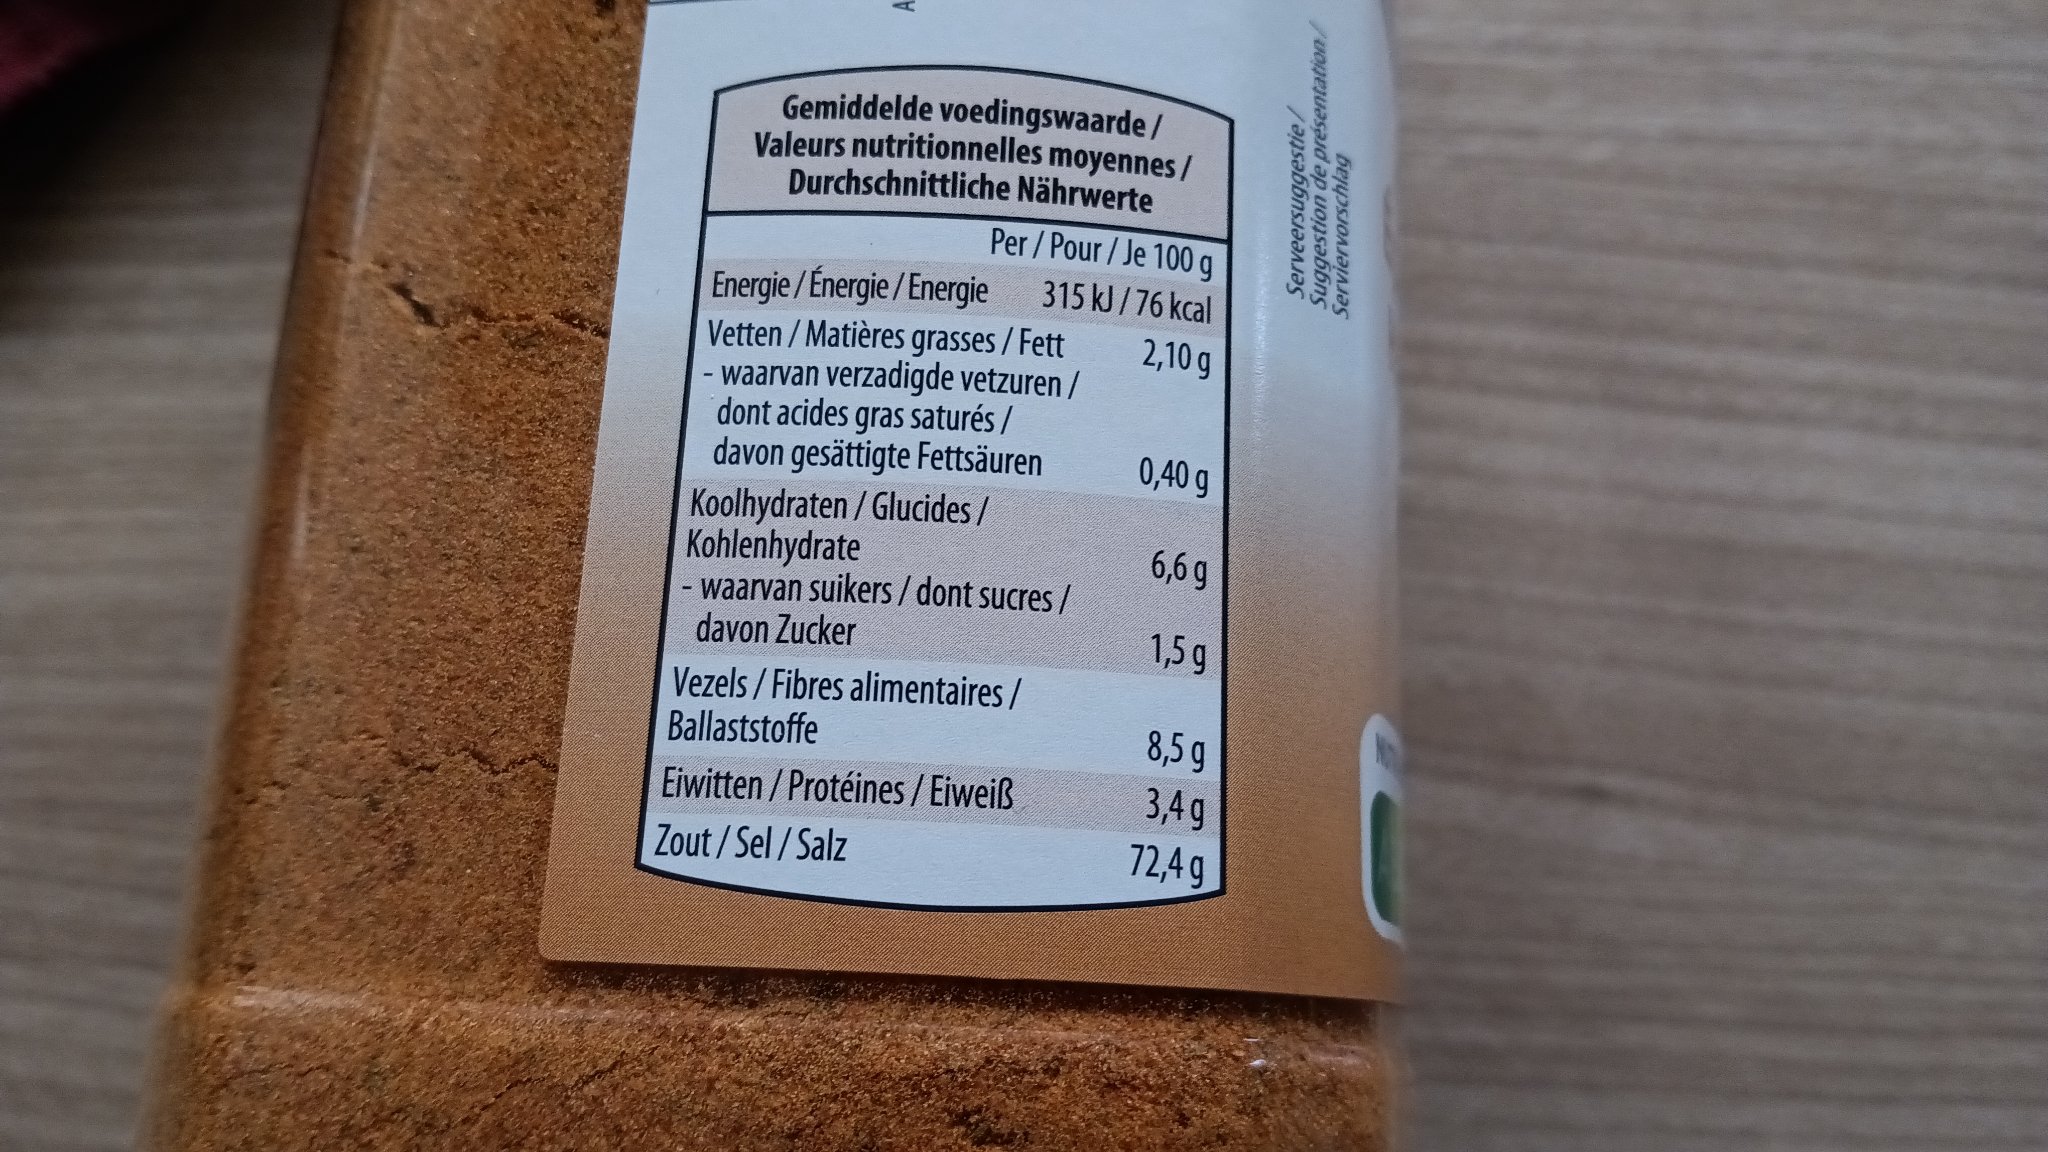 Gemiddelde voedingswaarde /
Valeurs nutritionnelles moyennes /
Durchschnittliche Nährwerte
Per / Pour / Je 100 g
Energie / Énergie / Energie 315 kJ / 76 kcal
Vetten / Matières grasses / Fett 2,10 g
- waarvan verzadigde vetzuren /
dont acides gras saturés /
davon gesättigte Fettsäuren 0,40 g
Koolhydraten / Glucides /
Kohlenhydrate 6,6 g
- waarvan suikers / dont sucres /
davon Zucker 1,5 g
Vezels / Fibres alimentaires /
Ballaststoffe 8,5 g
Eiwitten / Protéines / Eiweiß 3,4 g
Zout / Sel / Salz 72,4 g
Serveersuggestie /
Suggestion de présentation /
Serviervorschlag